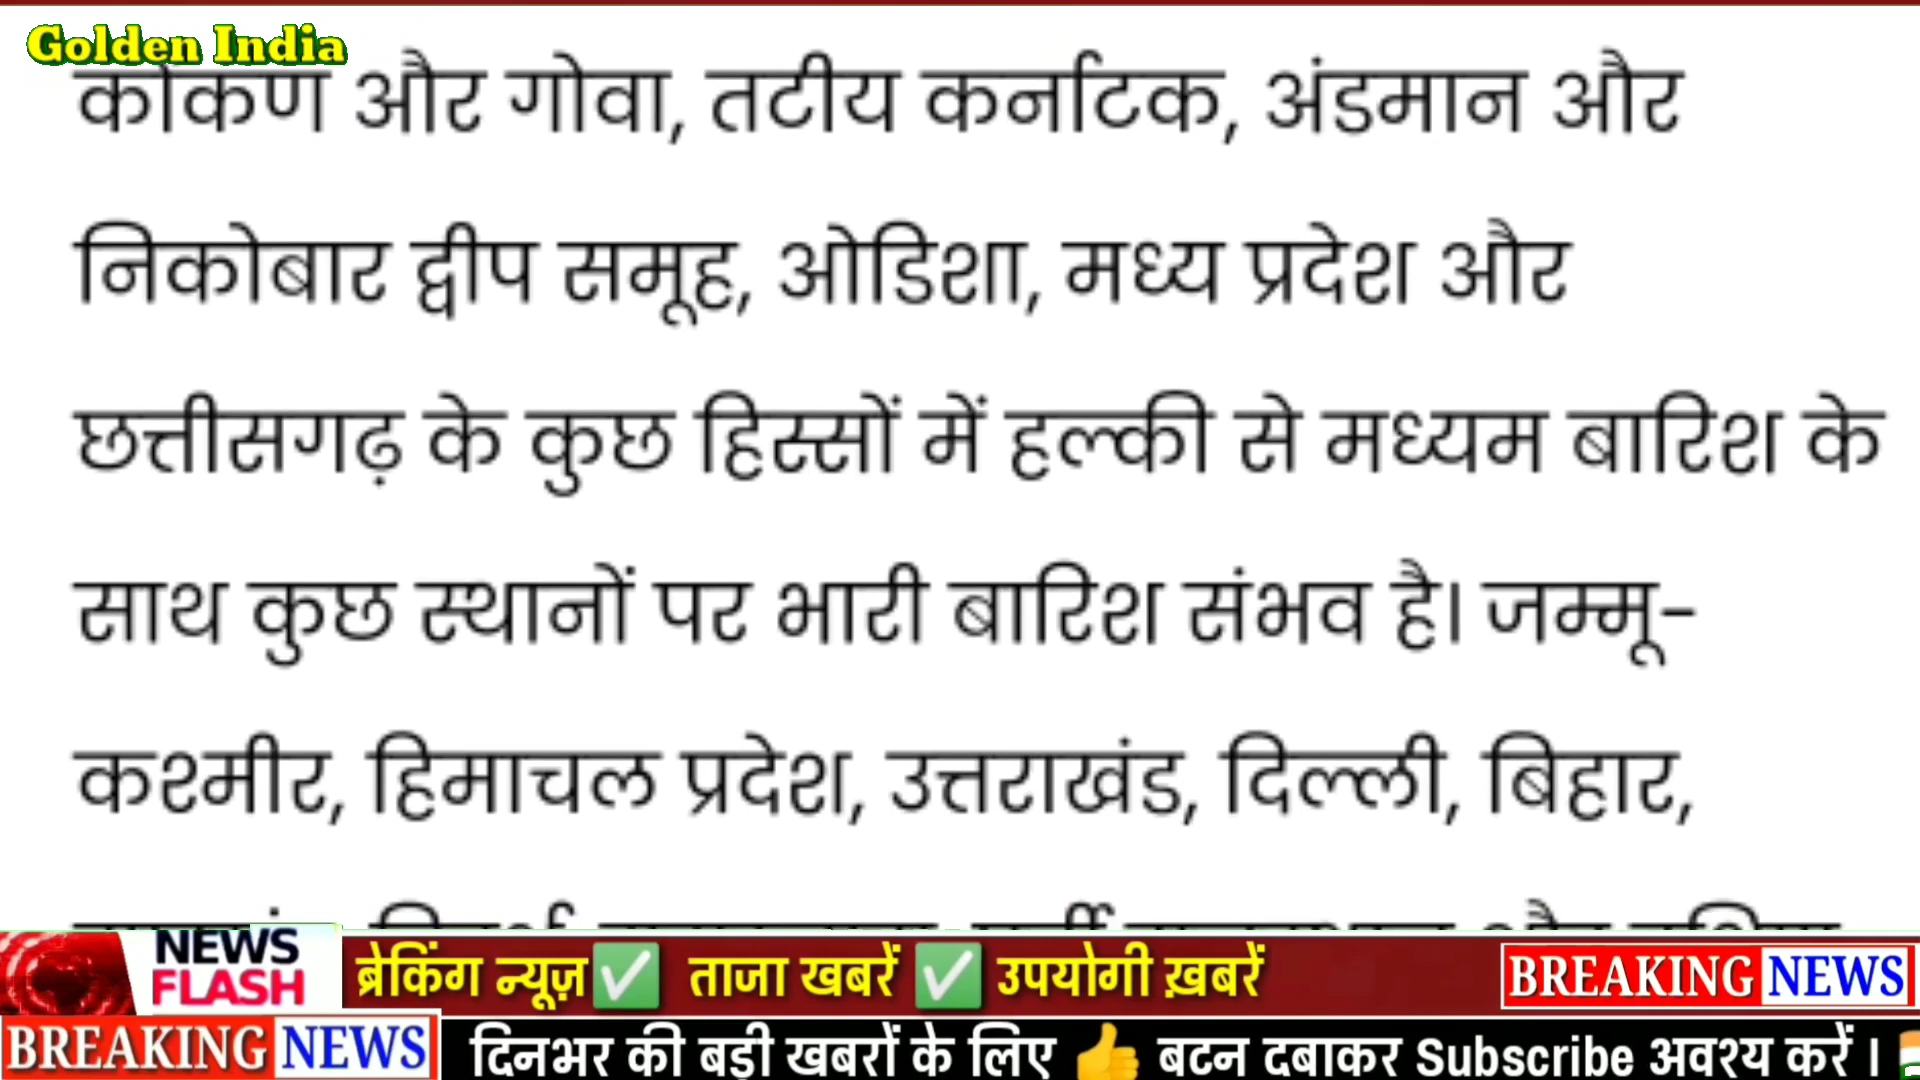 Golden India
कोंकण और गोवा, तटीय कर्नाटक, अंडमान और
निकोबार द्वीप समूह, ओडिशा, मध्य प्रदेश और
छत्तीसगढ़ के कुछ हिस्सों में हल्की से मध्यम बारिश के
साथ कुछ स्थानों पर भारी बारिश संभव है। जम्मू-
कश्मीर, हिमाचल प्रदेश, उत्तराखंड, दिल्ली, बिहार,
NEWS
FLASH
ब्रेकिंग न्यूज़✅ ताजा खबरें ✅ उपयोगी ख़बरें
BREAKING NEWS
BREAKING NEWS
दिनभर की बड़ी खबरों के लिए 👍 बटन दबाकर Subscribe अवश्य करें ।